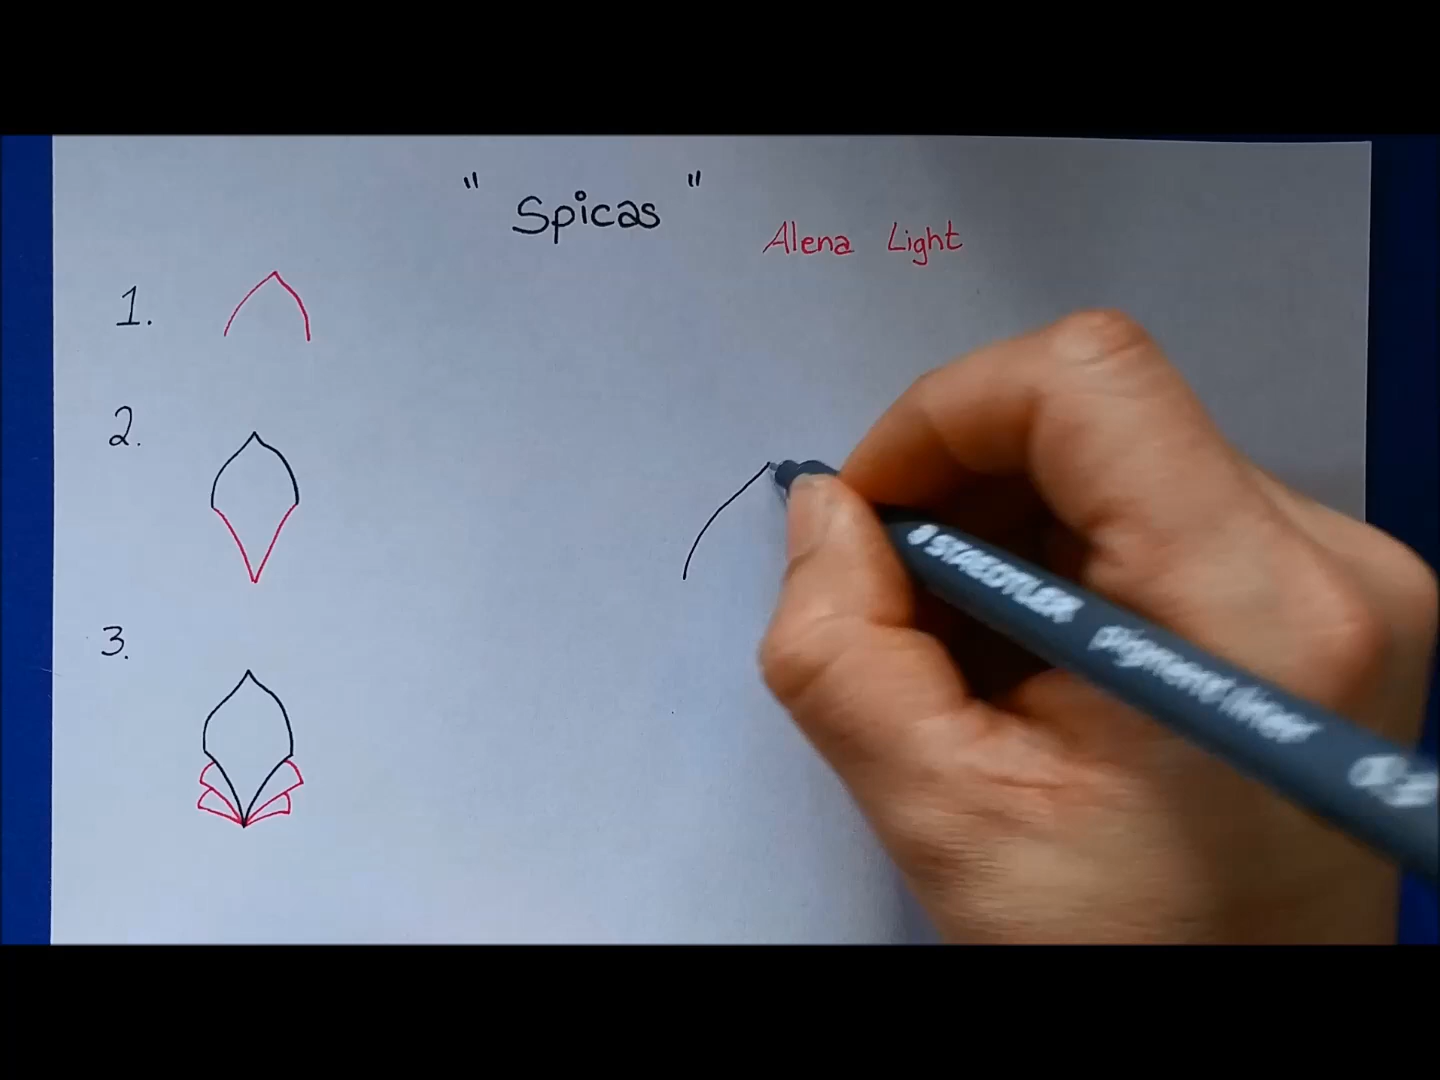 " Spicas "
Alena Light
1.
2.
3.
STAEDTLER pigment liner